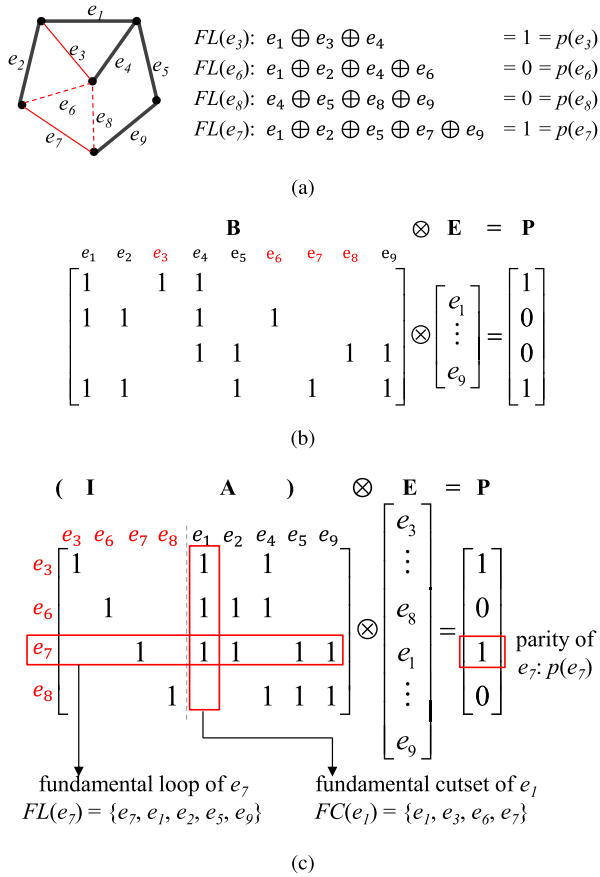 e1
e2
e3
e4
e5
e6
e8
e7
e9
FL(e3): e1 ⊕ e3 ⊕ e4 = 1 = p(e3)
FL(e6): e1 ⊕ e2 ⊕ e4 ⊕ e6 = 0 = p(e6)
FL(e8): e4 ⊕ e5 ⊕ e8 ⊕ e9 = 0 = p(e8)
FL(e7): e1 ⊕ e2 ⊕ e5 ⊕ e7 ⊕ e9 = 1 = p(e7)
(a)
B ⊗ E = P
e1 e2 e3 e4 e5 e6 e7 e8 e9
1 1 1 1
1 1 1 1 e1 0
⊗ ⋮ =
1 1 1 1 0
e9
1 1 1 1 1 1
(b)
( I A ) ⊗ E = P
e3 e6 e7 e8 e1 e2 e4 e5 e9 e3
e3 1 1 1 ⋮ 1
e6 1 1 1 1 e8 0
⊗ =
e7 1 1 1 1 1 e1 1 parity of
e7: p(e7)
e8 1 1 1 1 ⋮ 0
e9
fundamental loop of e7
FL(e7) = {e7, e1, e2, e5, e9}
fundamental cutset of e1
FC(e1) = {e1, e3, e6, e7}
(c)